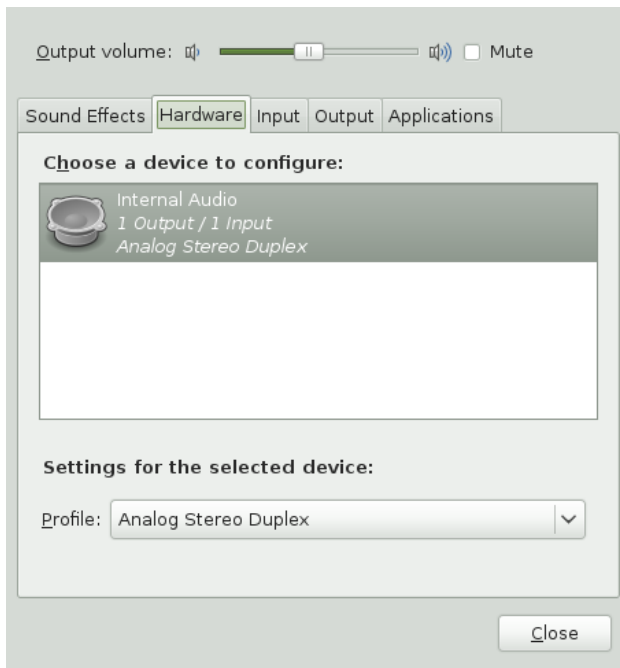 Output volume: Mute
Sound Effects Hardware Input Output Applications
Choose a device to configure:
Internal Audio
1 Output / 1 Input
Analog Stereo Duplex
Settings for the selected device:
Profile: Analog Stereo Duplex
Close